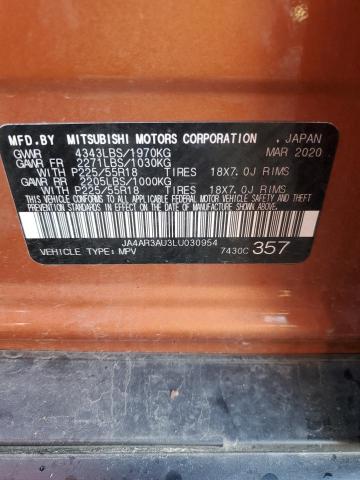 MFD.BY MITSUBISHI MOTORS CORPORATION , JAPAN
GVWR 4343LBS/1970KG MAR 2020
GAWR FR 2271LBS/1030KG
WITH P225/55R18 TIRES 18X7.0J RIMS
GAWR RR 2205LBS/1000KG
WITH P225/55R18 TIRES 18X7.0J RIMS
THIS VEHICLE CONFORMS TO ALL APPLICABLE
FEDERAL MOTOR VEHICLE SAFETY AND THEFT PREVENTION
STANDARDS IN EFFECT ON THE DATE OF MANUFACTURE SHOWN ABOVE.
JA4AR3AU3LU030954
VEHICLE TYPE: MPV 7430C 357